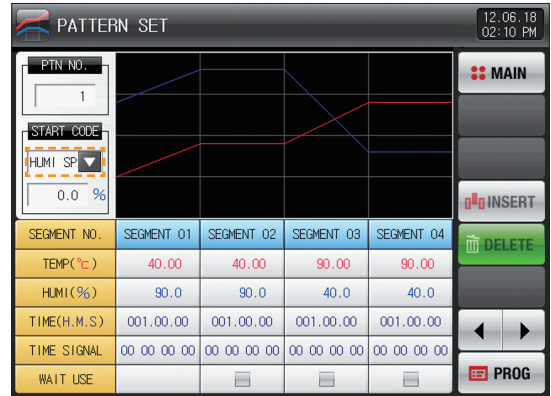 PATTERN SET
12.06.18
02:10 PM
PTN NO.
1
START CODE
HUMI SP
0.0 %
MAIN
INSERT
DELETE
PROG
SEGMENT NO. SEGMENT 01 SEGMENT 02 SEGMENT 03 SEGMENT 04
TEMP(℃) 40.00 40.00 90.00 90.00
HUMI(%) 90.0 90.0 40.0 40.0
TIME(H.M.S) 001.00.00 001.00.00 001.00.00 001.00.00
TIME SIGNAL 00 00 00 00 00 00 00 00 00 00 00 00 00 00 00 00
WAIT USE